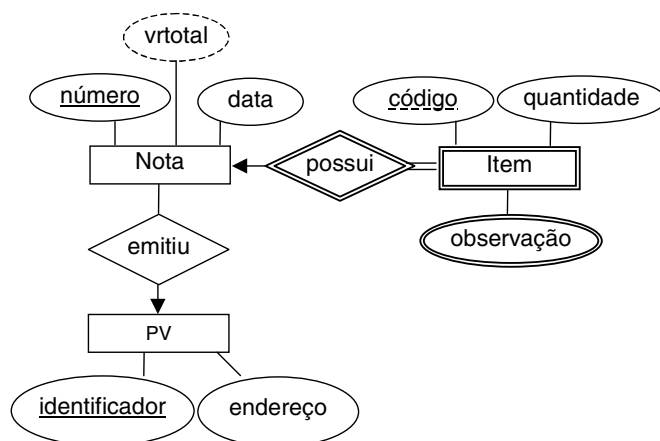 vrtotal
número
data
código
quantidade
Nota
possui
Item
observação
emitiu
PV
identificador
endereço